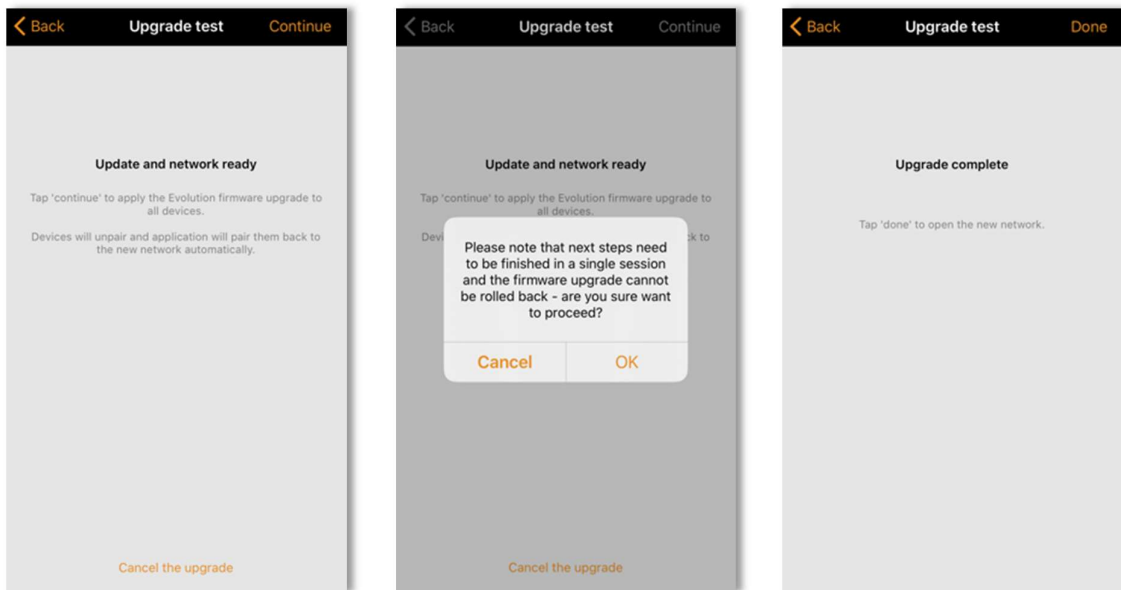 Back Upgrade test Continue
Update and network ready
Tap 'continue' to apply the Evolution firmware upgrade to
all devices.
Devices will unpair and application will pair them back to
the new network automatically.
Cancel the upgrade
Back Upgrade test Continue
Update and network ready
Tap 'continue' to apply the Evolution firmware upgrade to
all devices.
Please note that next steps need
to be finished in a single session
and the firmware upgrade cannot
be rolled back - are you sure want
to proceed?
Cancel OK
Cancel the upgrade
Back Upgrade test Done
Upgrade complete
Tap 'done' to open the new network.